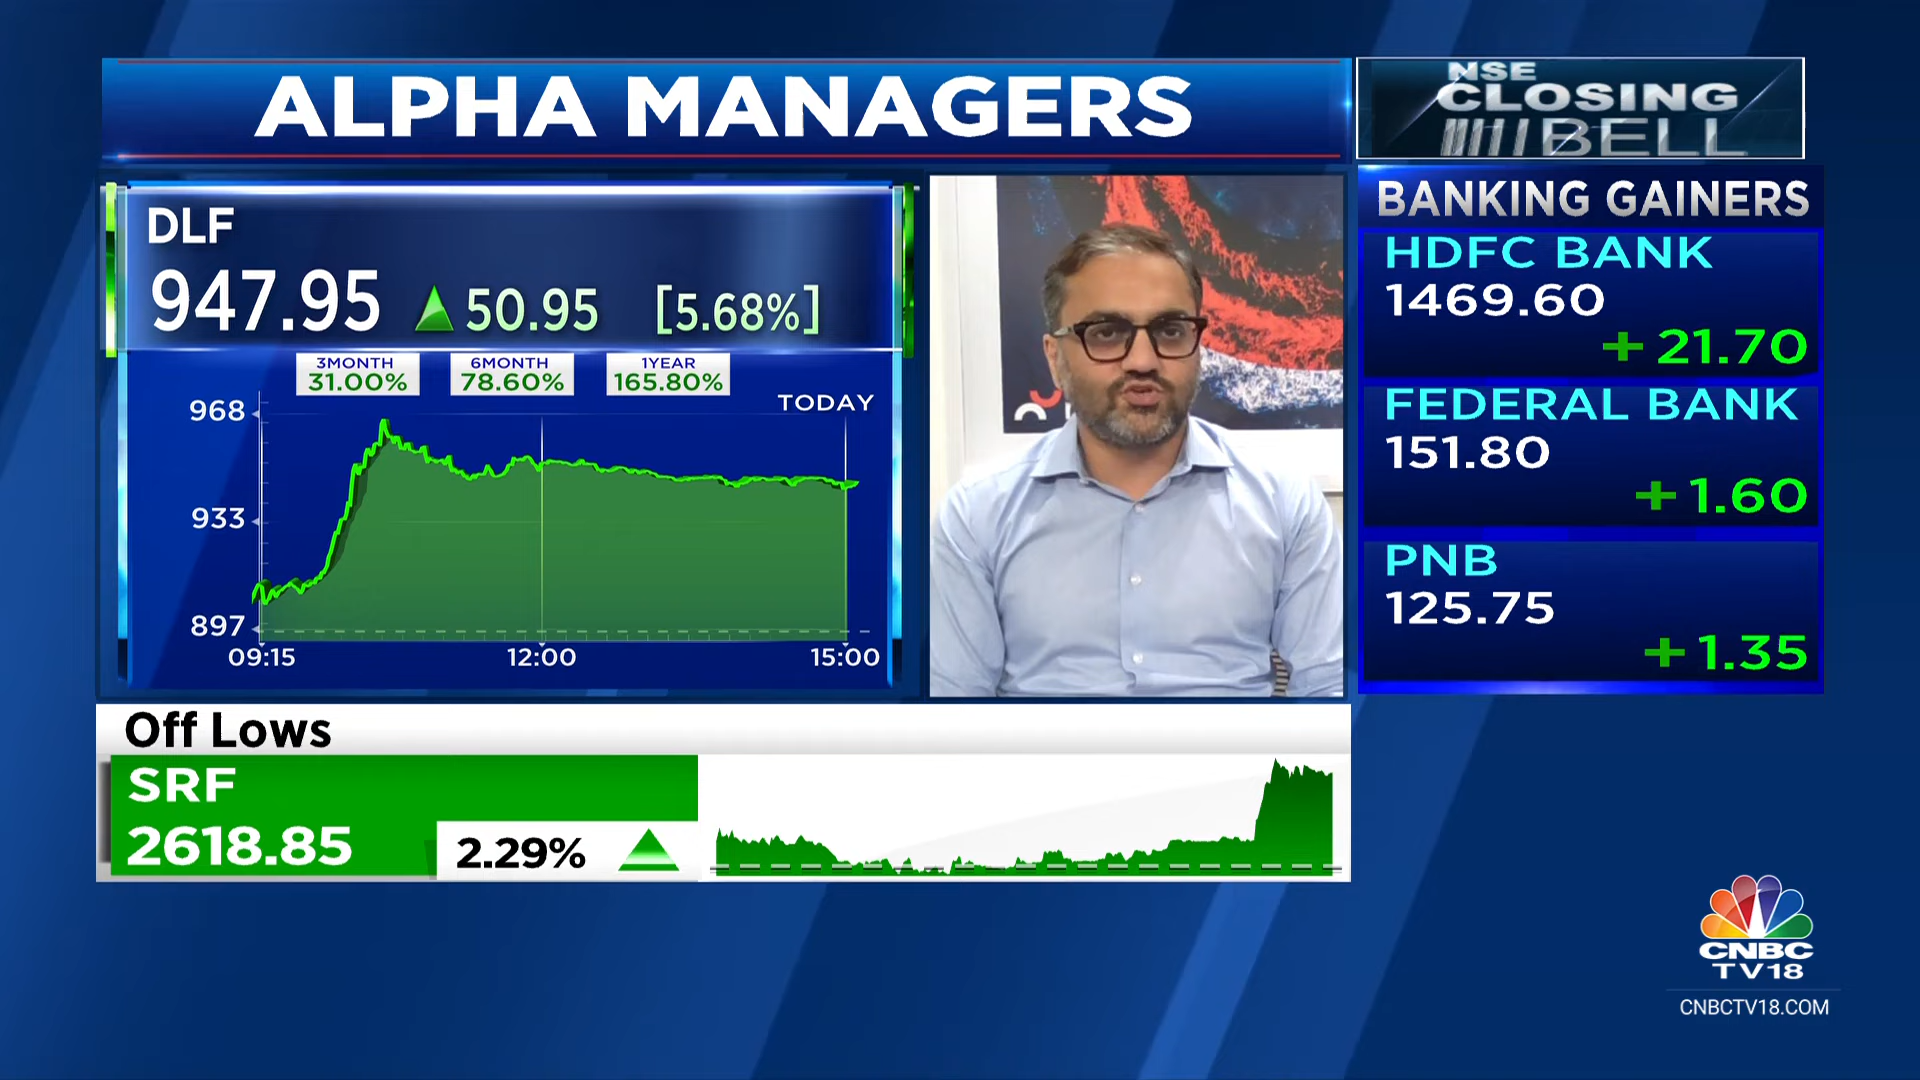 ALPHA MANAGERS
NSE
CLOSING
BELL
DLF
947.95 50.95 [5.68%]
3MONTH 6MONTH 1YEAR
31.00% 78.60% 165.80%
TODAY
968
933
897
09:15 12:00 15:00
BANKING GAINERS
HDFC BANK
1469.60
+ 21.70
FEDERAL BANK
151.80
+ 1.60
PNB
125.75
+ 1.35
Off Lows
SRF
2618.85
2.29%
CNBC
TV18
CNBCTV18.COM